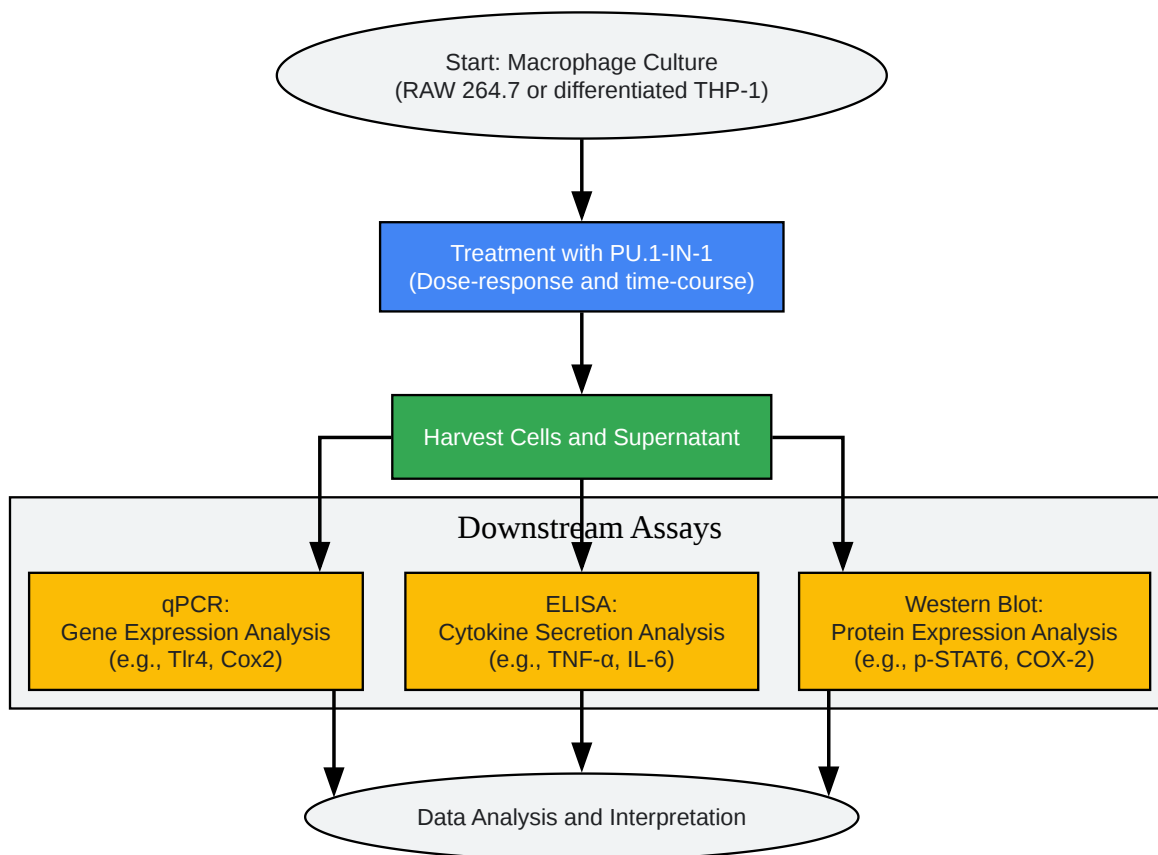 Start: Macrophage Culture
(RAW 264.7 or differentiated THP-1)
Treatment with PU.1-IN-1
(Dose-response and time-course)
Harvest Cells and Supernatant
Downstream Assays
qPCR:
Gene Expression Analysis
(e.g., Tlr4, Cox2)
ELISA:
Cytokine Secretion Analysis
(e.g., TNF-α, IL-6)
Western Blot:
Protein Expression Analysis
(e.g., p-STAT6, COX-2)
Data Analysis and Interpretation